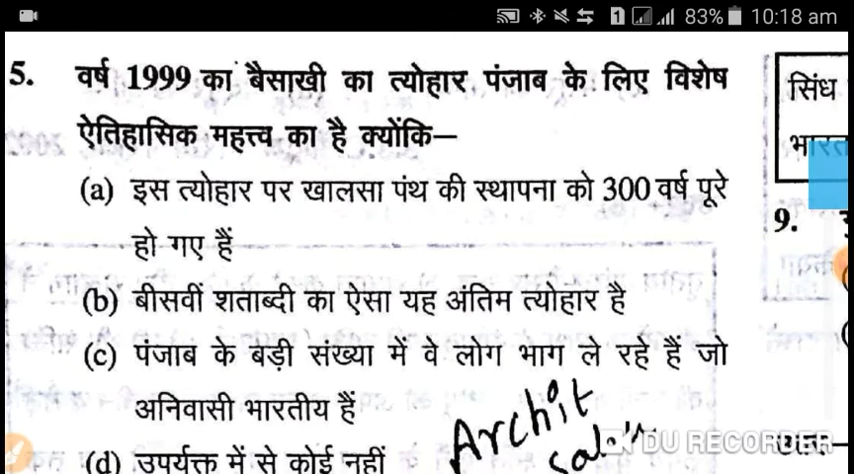 83% 10:18 am
5. वर्ष 1999 का बैसाखी का त्योहार पंजाब के लिए विशेष
ऐतिहासिक महत्त्व का है क्योंकि—
(a) इस त्योहार पर खालसा पंथ की स्थापना को 300 वर्ष पूरे
हो गए हैं
(b) बीसवीं शताब्दी का ऐसा यह अंतिम त्योहार है
(c) पंजाब के बड़ी संख्या में वे लोग भाग ले रहे हैं जो
अनिवासी भारतीय हैं
(d) उपर्युक्त में से कोई नहीं
Archit
DU RECORDER
सिंध
भारत
9.